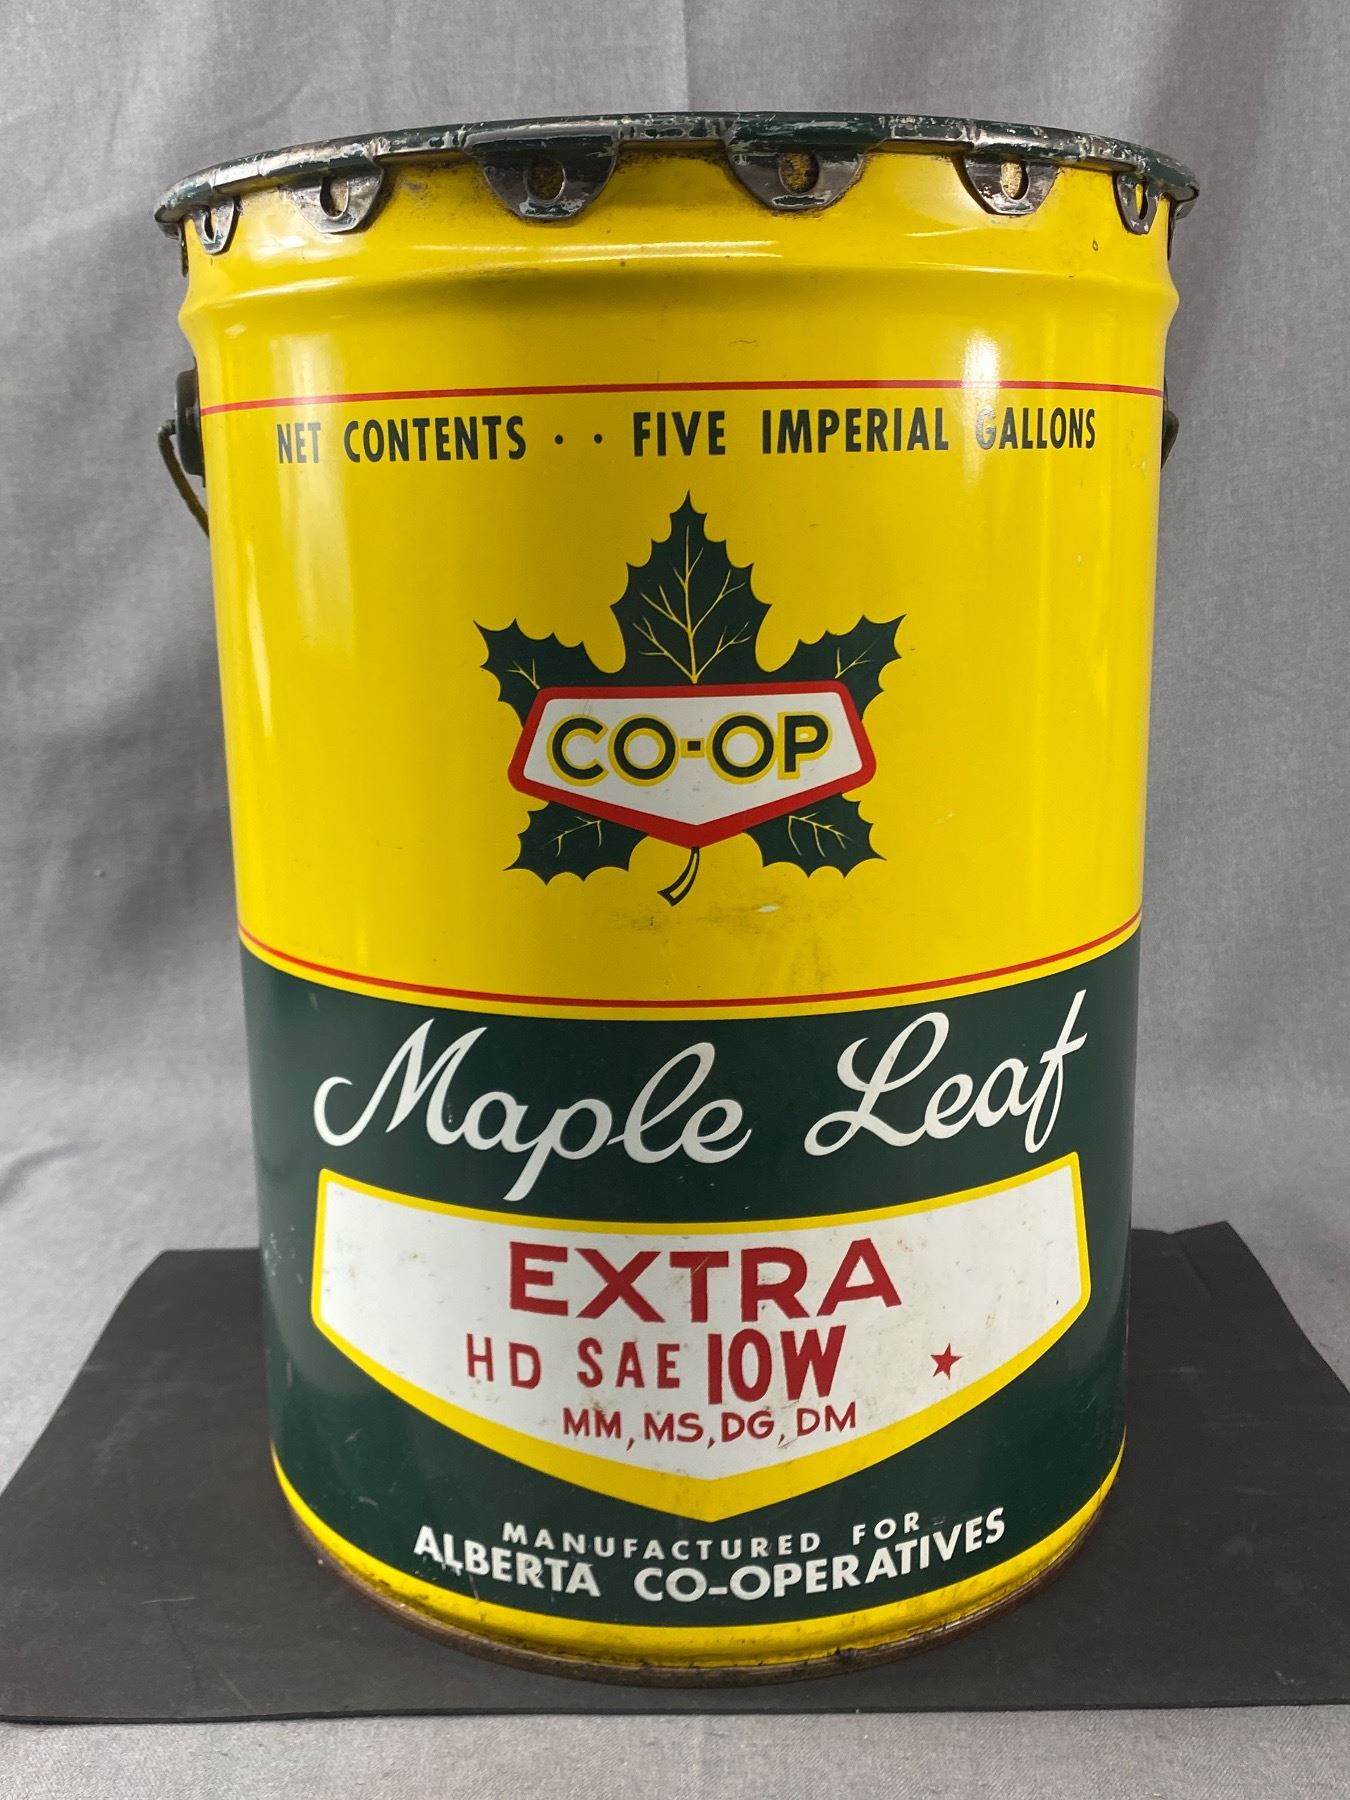 NET CONTENTS · · FIVE IMPERIAL GALLONS
CO-OP
Maple Leaf
EXTRA
HD SAE 10W
MM, MS, DG, DM
MANUFACTURED FOR
ALBERTA CO-OPERATIVES